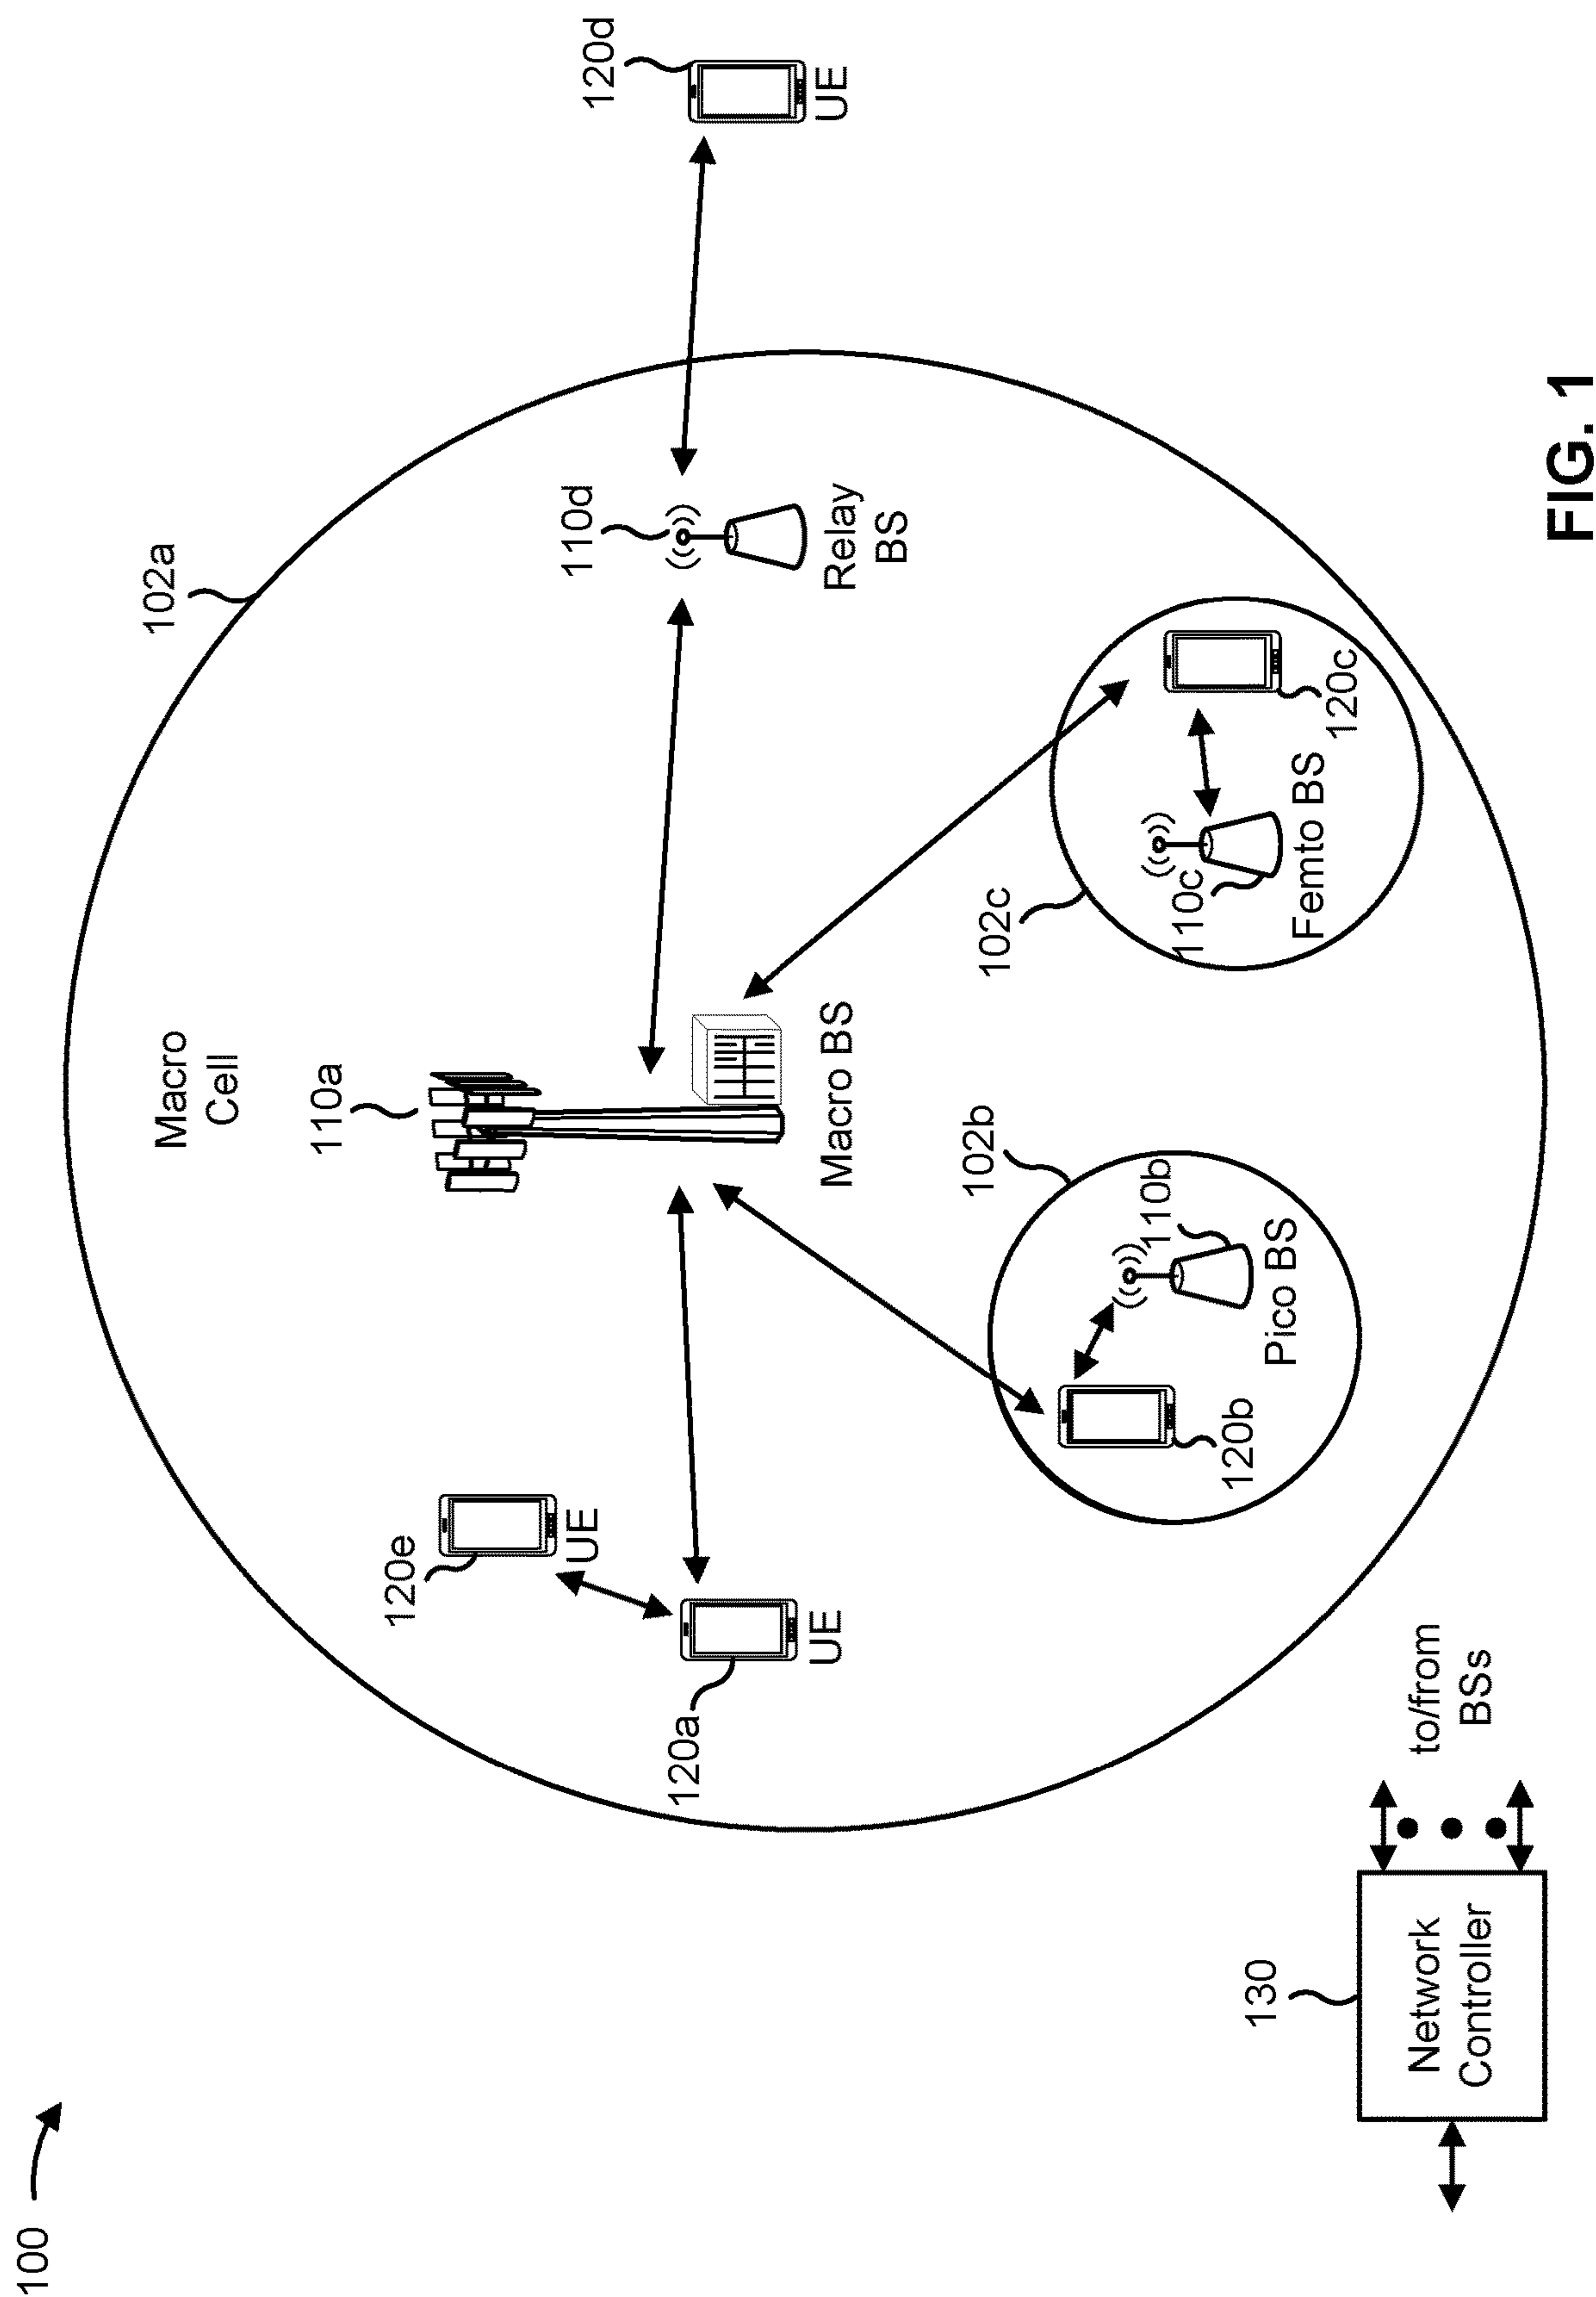 100
102a
Macro
Cell
110a
120d
UE
110d
Relay
BS
120e
UE
120a
UE
Macro BS
102c
110c
Femto BS
120c
102b
110b
Pico BS
120b
130
Network
Controller
to/from
BSs
FIG. 1